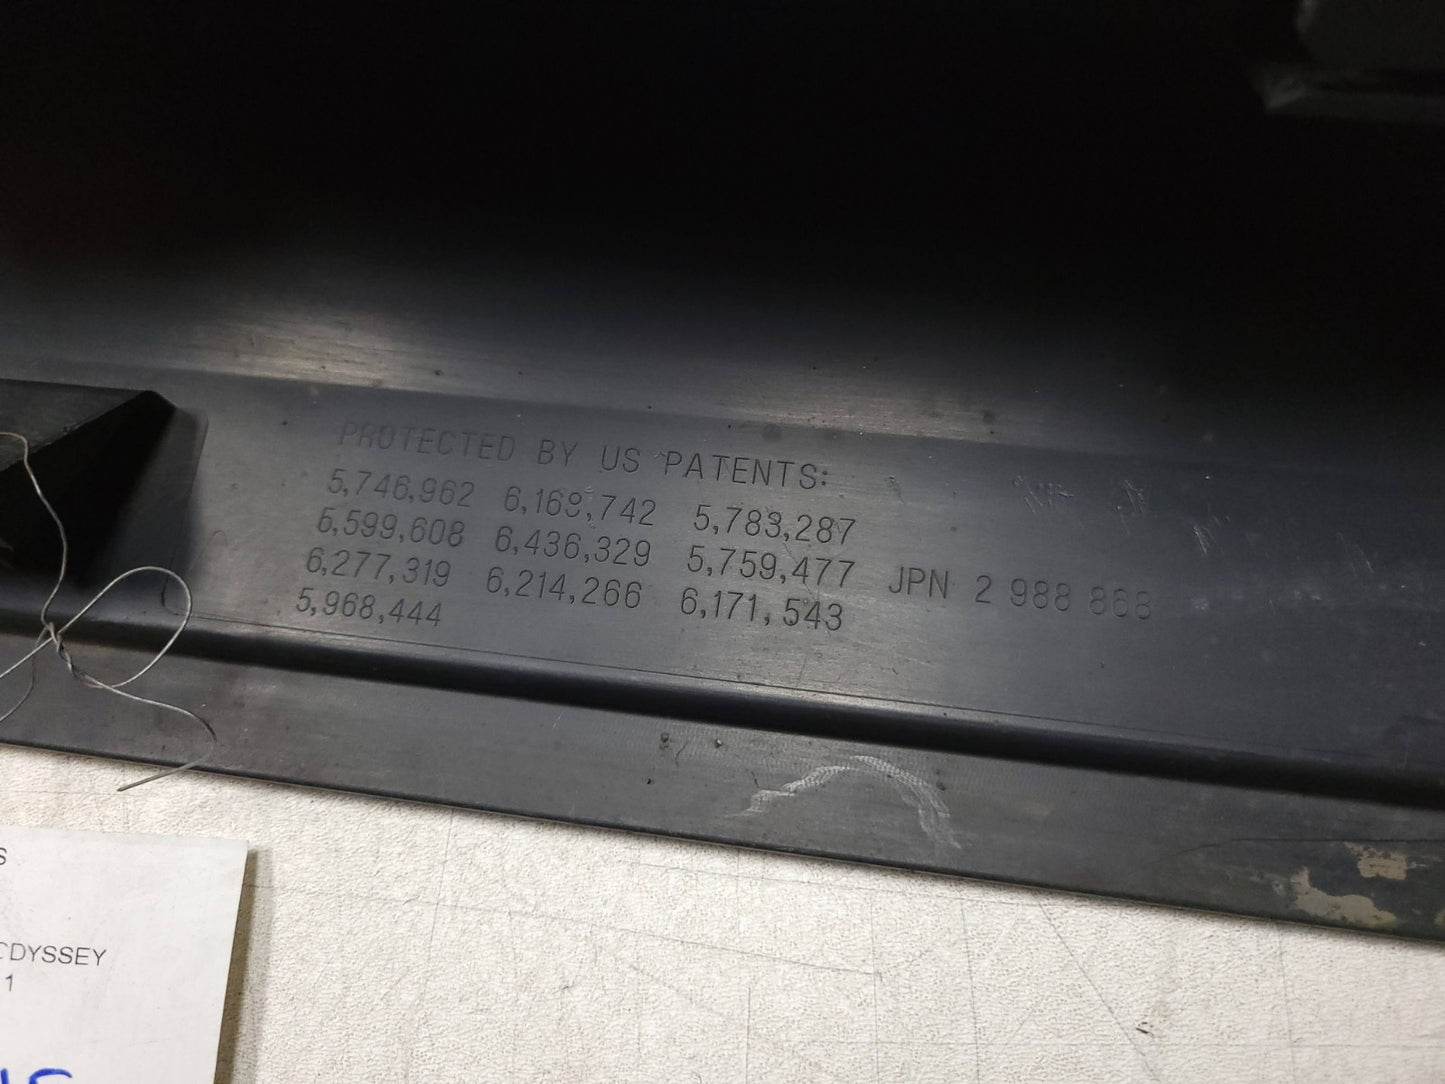 PROTECTED BY US PATENTS:
5,746,962 6,169,742 5,783,287
5,599,608 6,436,329 5,759,477 JPN 2 988 868
6,277,319 6,214,266 6,171,543
5,968,444
S
ODYSSEY
1